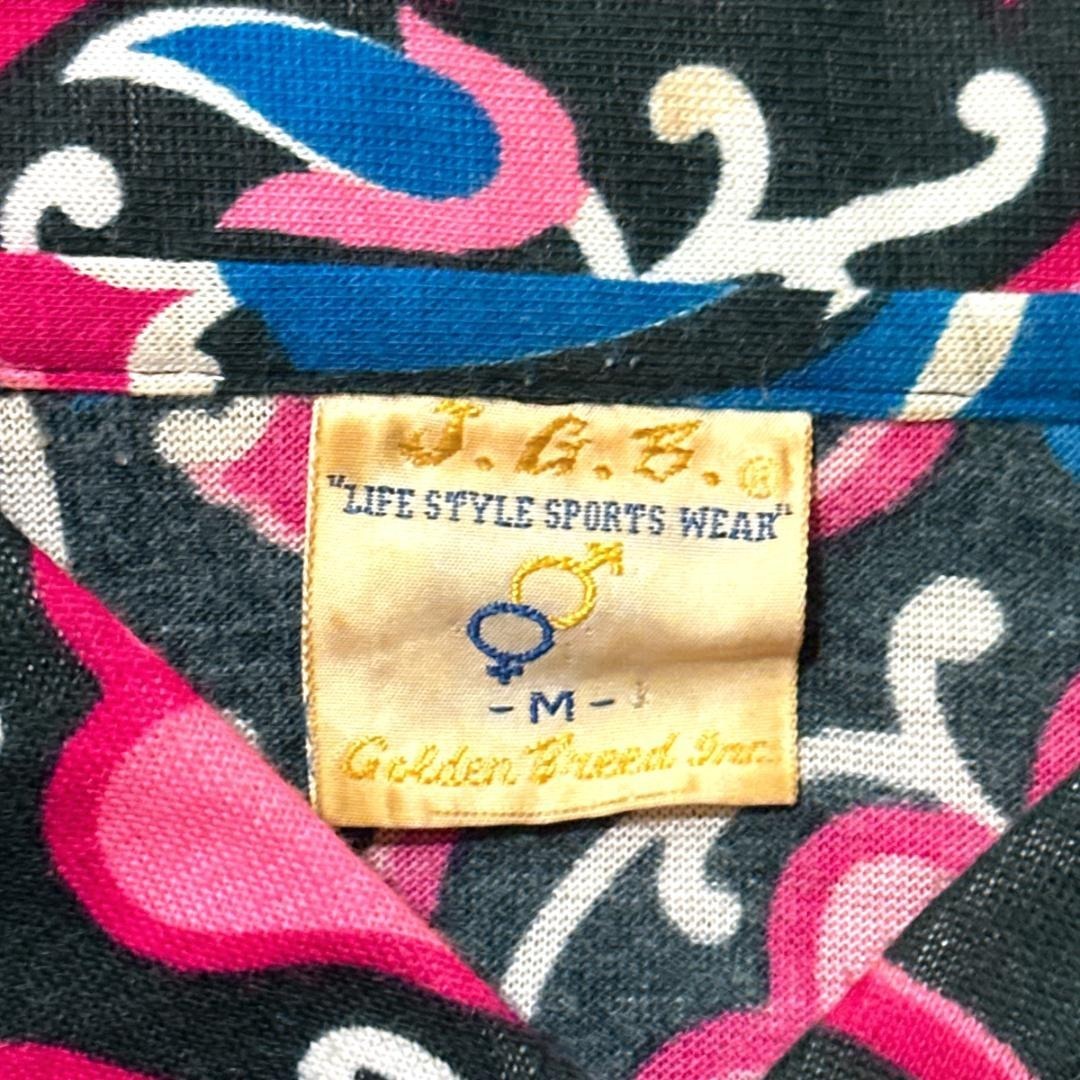 J.G.B.®
"LIFE STYLE SPORTS WEAR"
-M-
Golden Breed Inc.